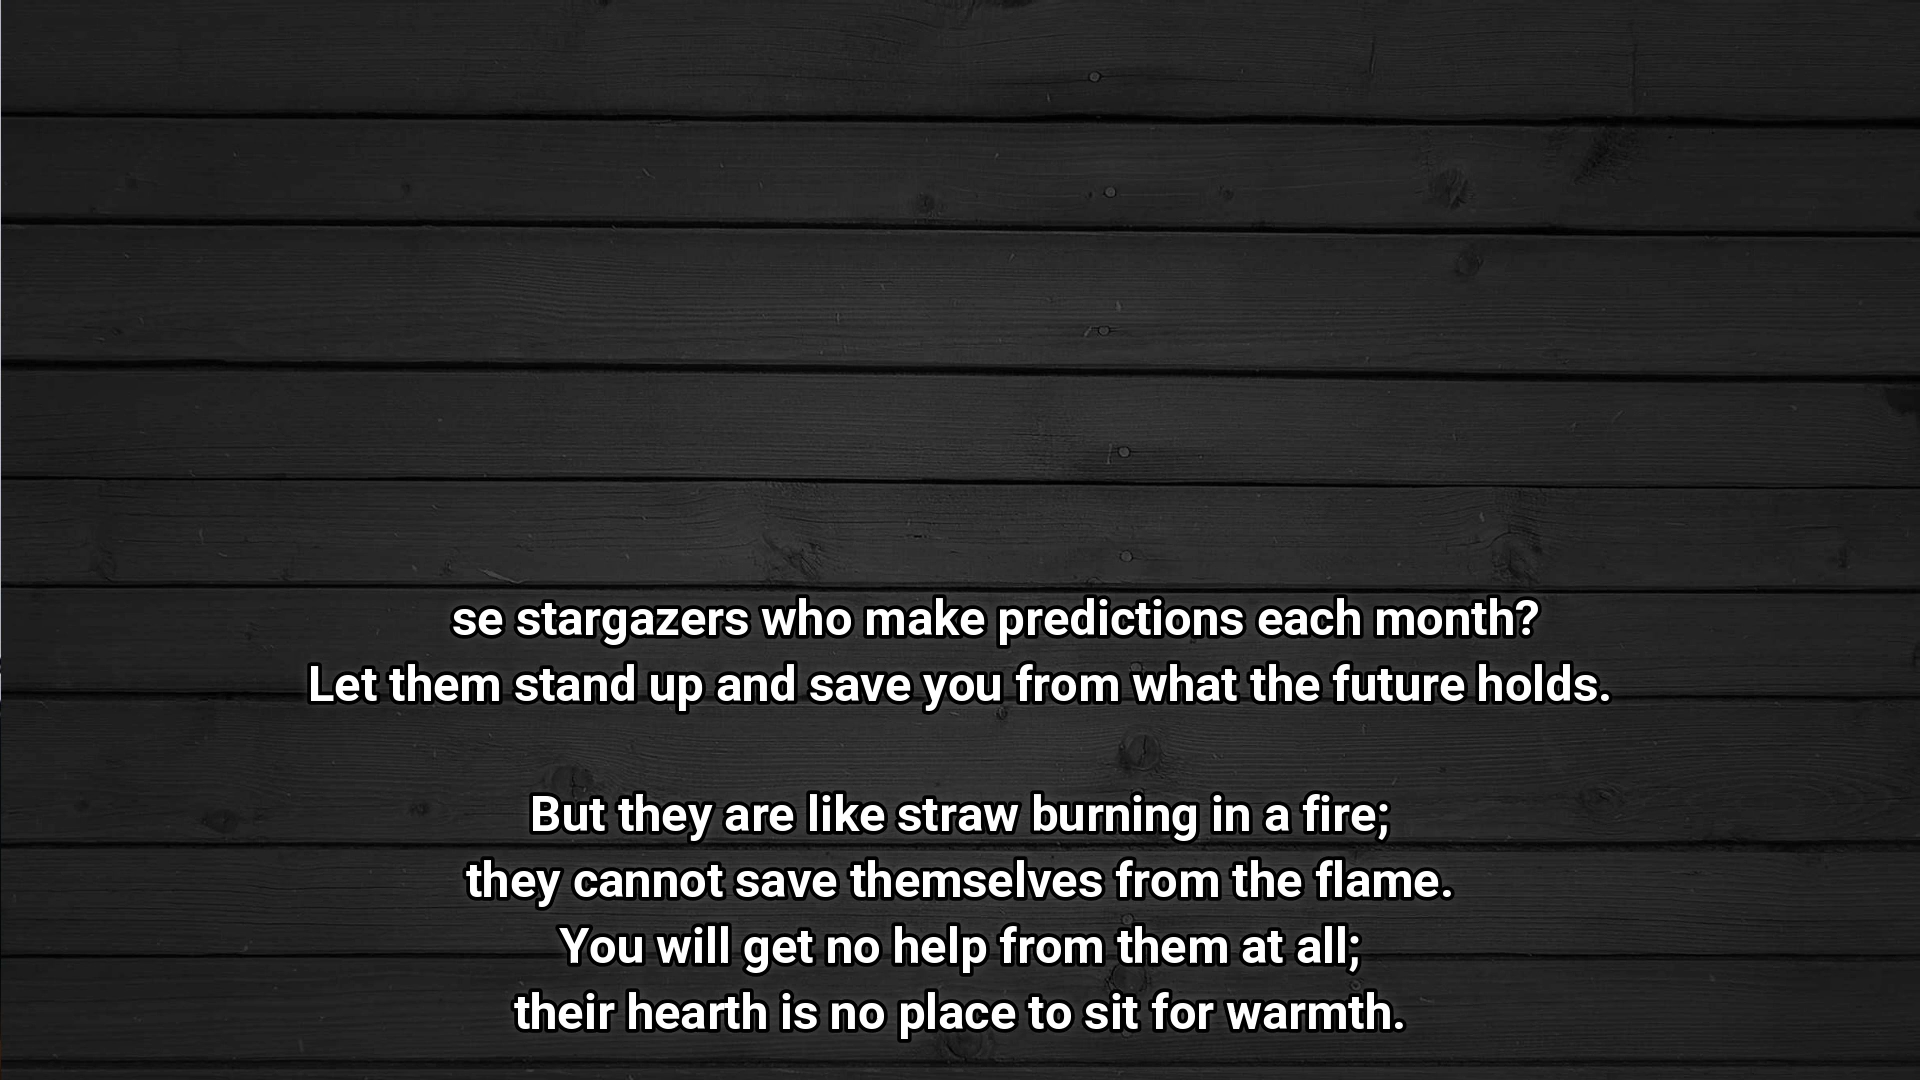 se stargazers who make predictions each month?
Let them stand up and save you from what the future holds.
But they are like straw burning in a fire;
they cannot save themselves from the flame.
You will get no help from them at all;
their hearth is no place to sit for warmth.